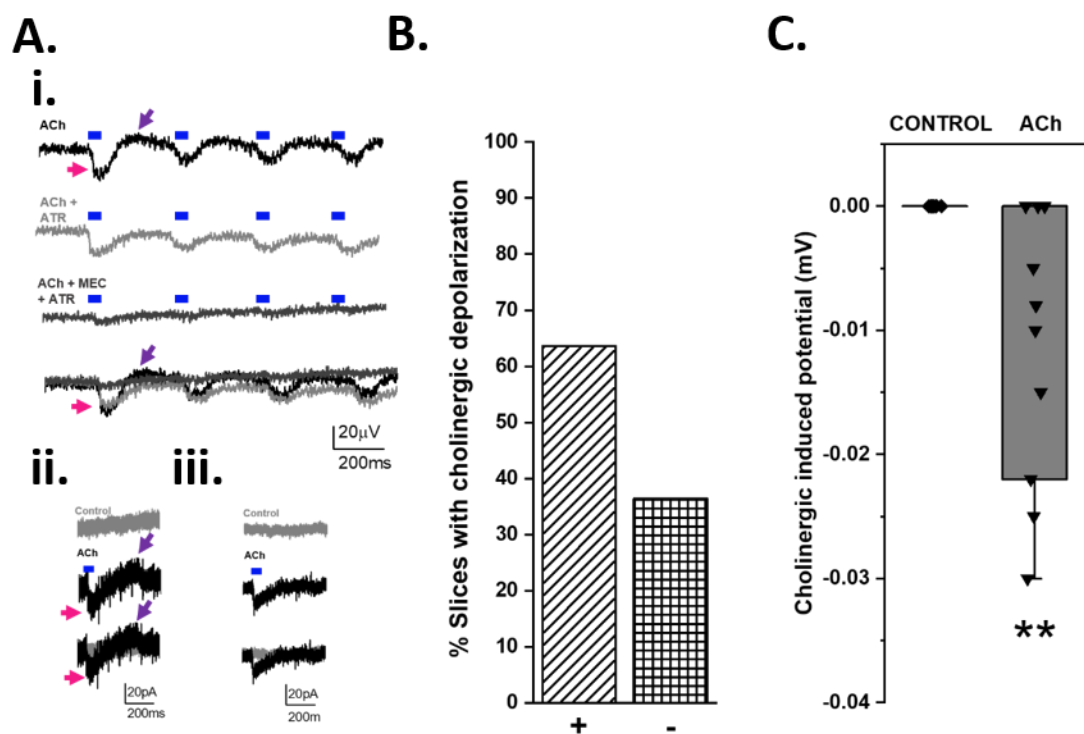 A.
i.
ACh
ACh +
ATR
ACh + MEC
+ ATR
20μV
200ms
ii.
Control
ACh
20pA
200ms
iii.
Control
ACh
20pA
200m
B.
% Slices with cholinergic depolarization
100
90
80
70
60
50
40
30
20
10
0
+
-
C.
CONTROL ACh
Cholinergic induced potential (mV)
0.00
-0.01
-0.02
-0.03
-0.04
**